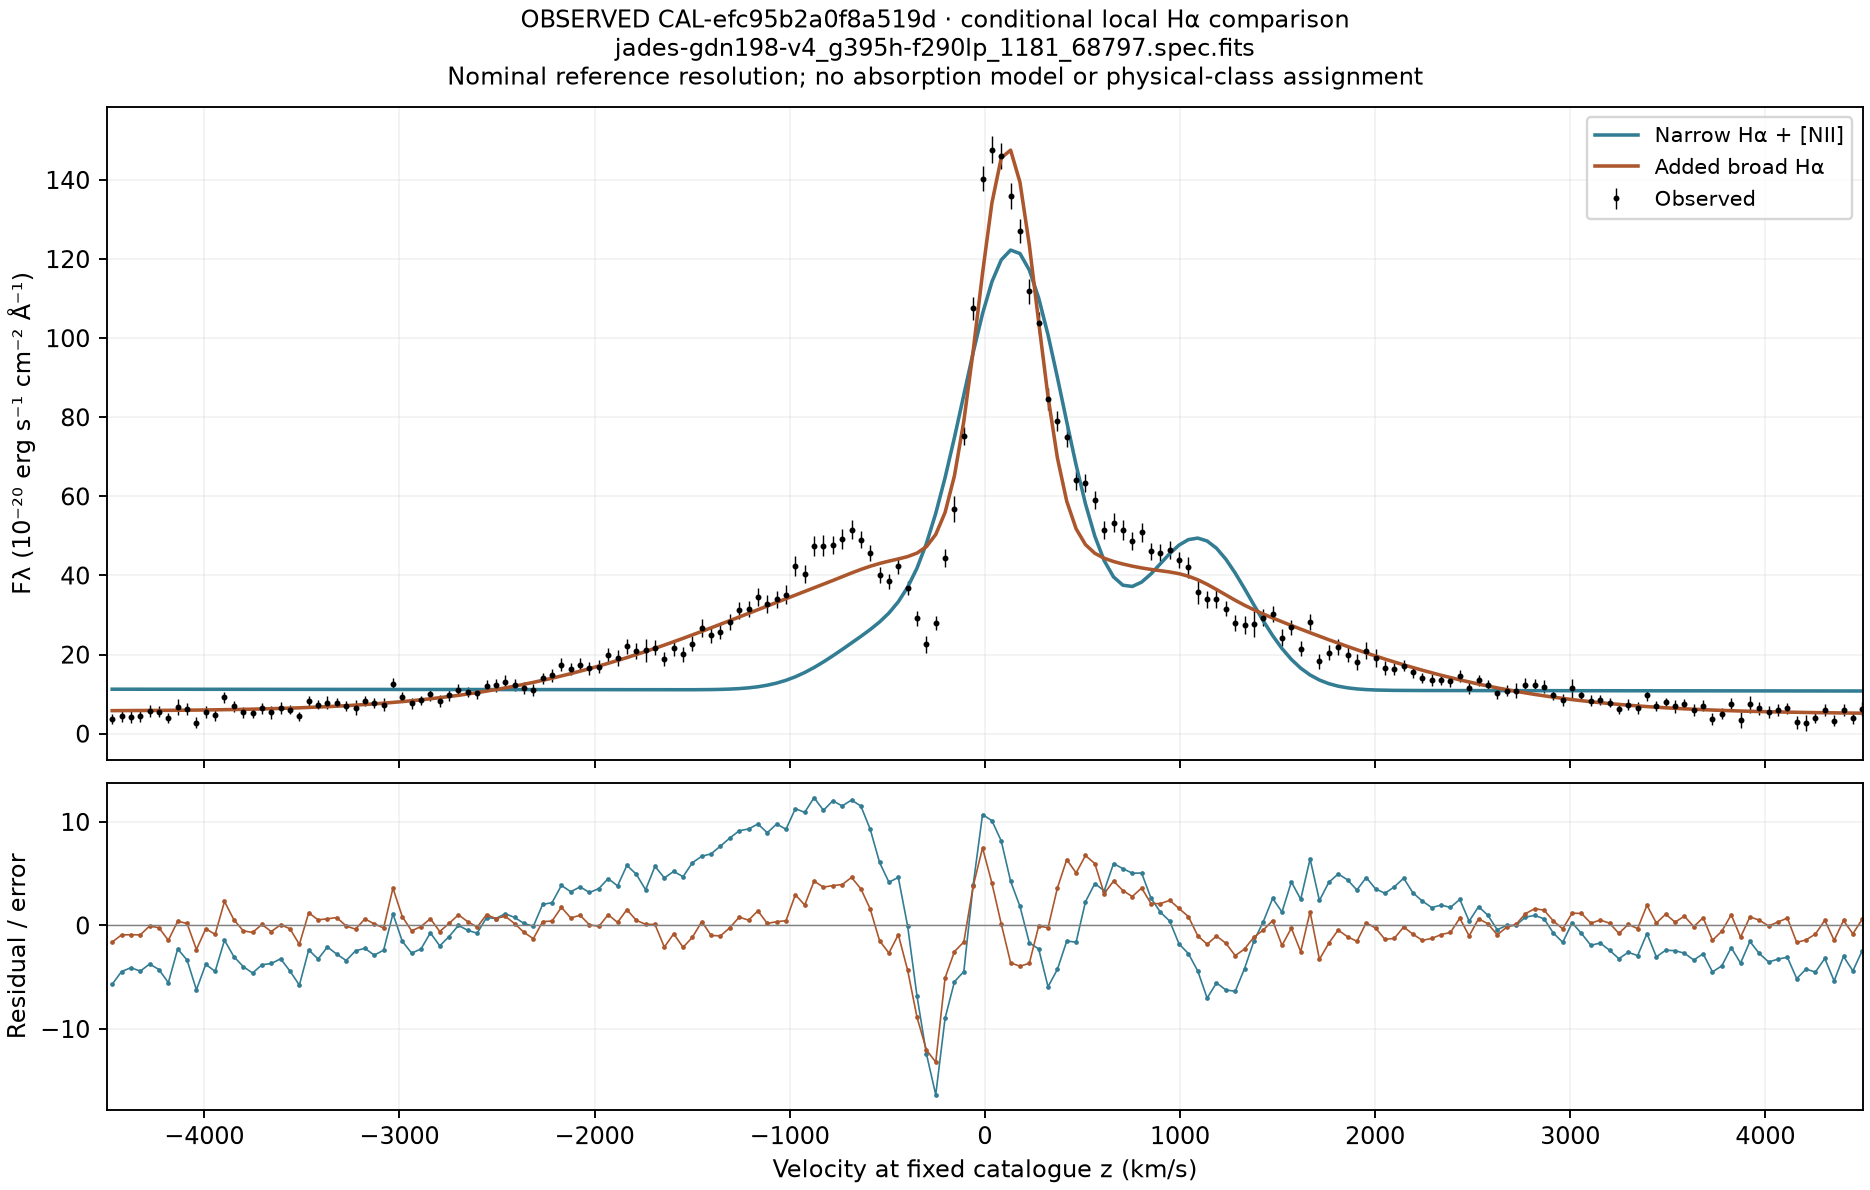 OBSERVED CAL-efc95b2a0f8a519d · conditional local Hα comparison
jades-gdn198-v4_g395h-f290lp_1181_68797.spec.fits
Nominal reference resolution; no absorption model or physical-class assignment
Narrow Hα + [NII]
Added broad Hα
Observed
Fλ (10⁻²⁰ erg s⁻¹ cm⁻² Å⁻¹)
140
120
100
80
60
40
20
0
Residual / error
10
0
−10
−4000 −3000 −2000 −1000 0 1000 2000 3000 4000
Velocity at fixed catalogue z (km/s)